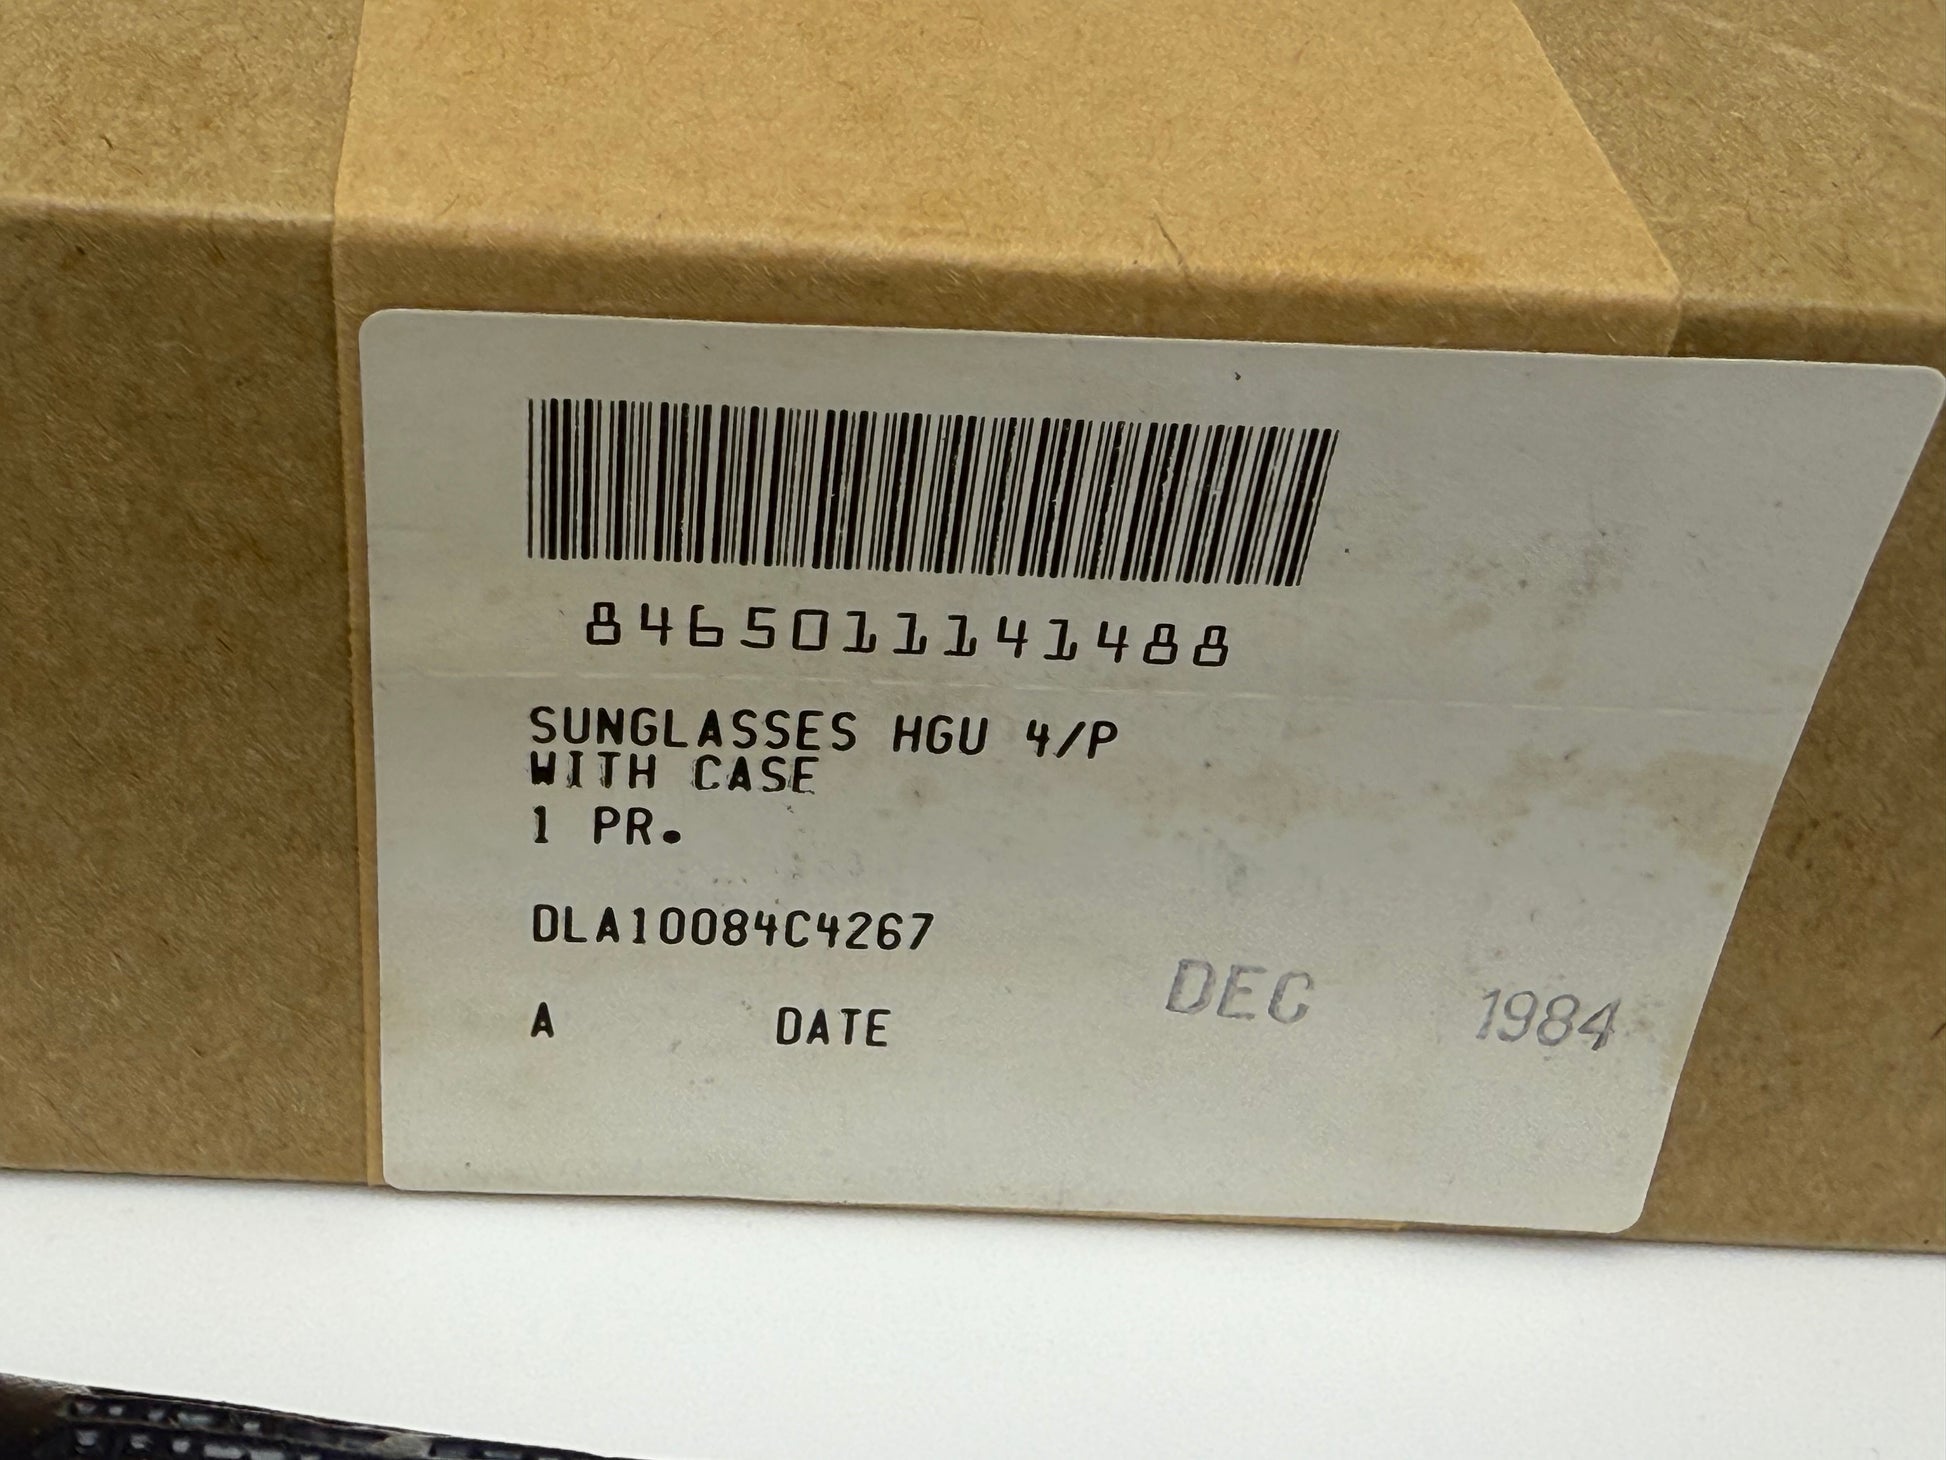 8465011141488
SUNGLASSES HGU 4/P
WITH CASE
1 PR.
DLA10084C4267
A DATE DEC 1984